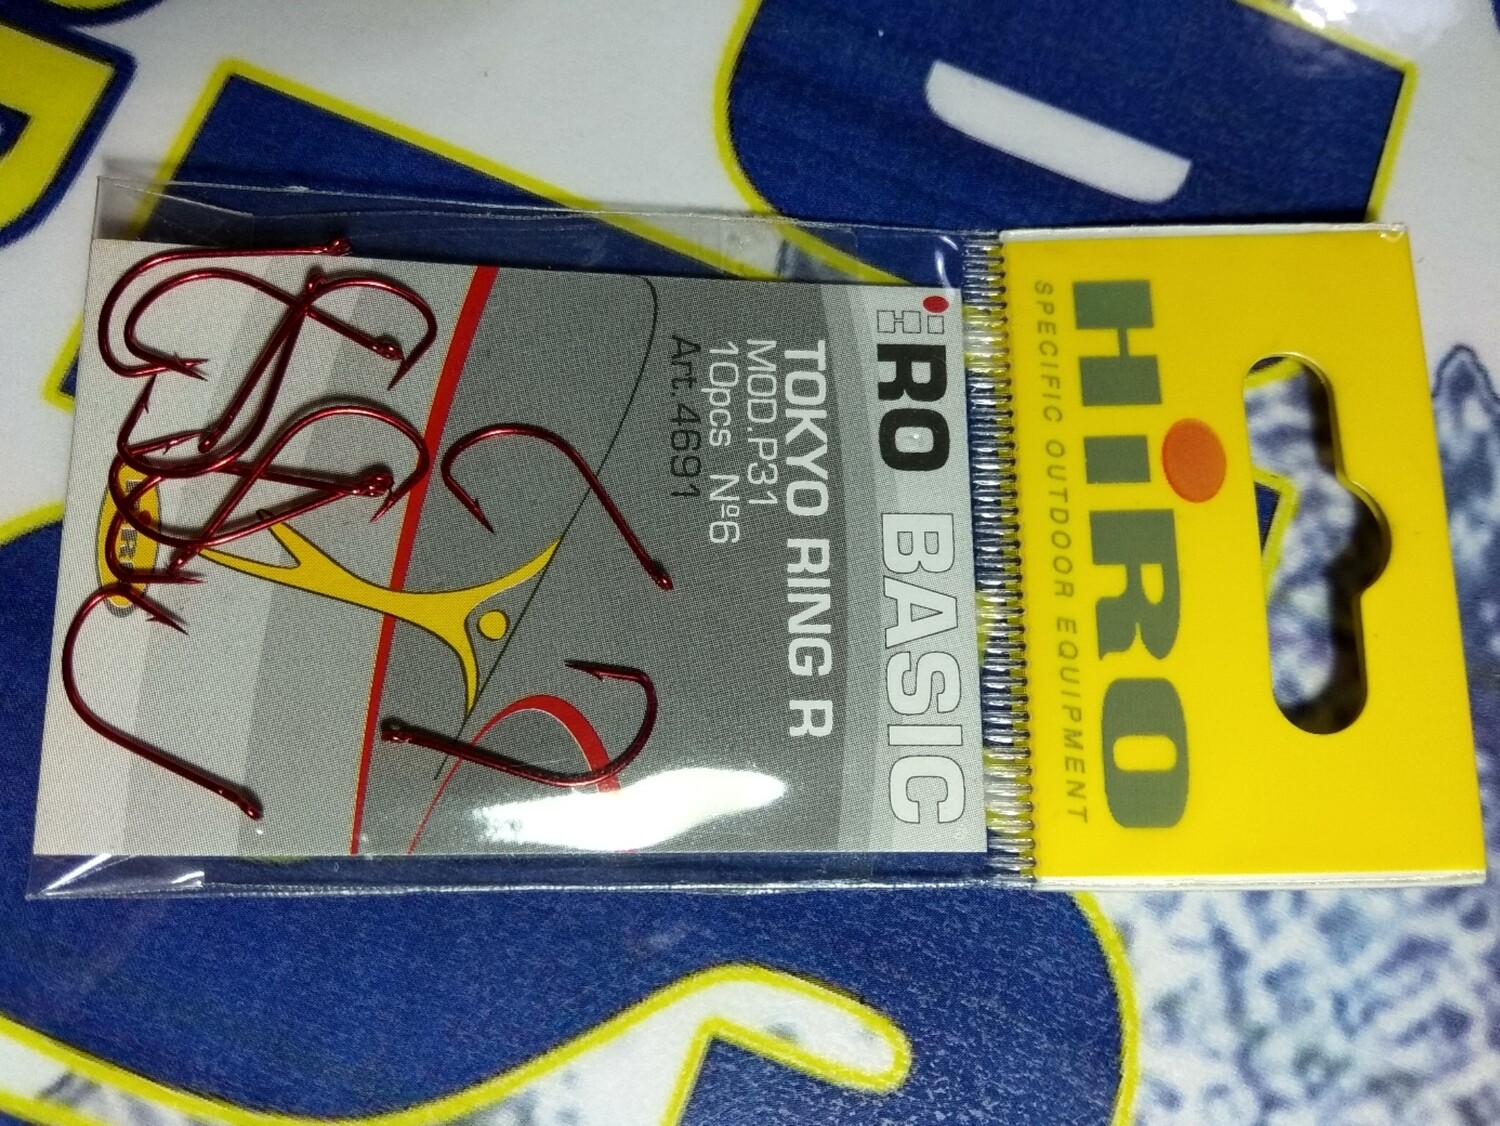 HiRO
SPECIFIC OUTDOOR EQUIPMENT
HiRO BASIC
TOKYO RING R
MOD.P31
10pcs Nº6
Art.4691